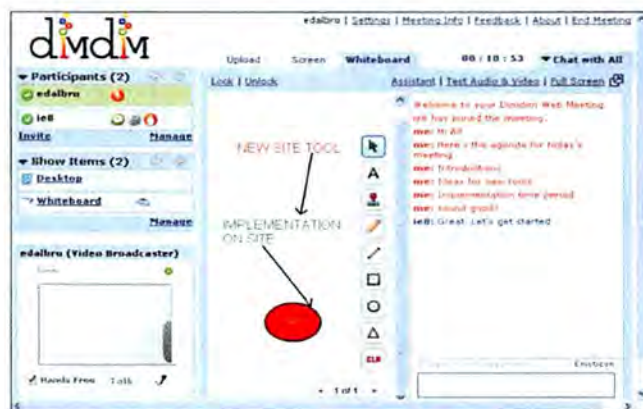 edalbru | Settings | Meeting Info | Feedback | About | End Meeting
dimdim
Upload Screen Whiteboard 00:10:53 Chat with All
Participants (2)
Lock | Unlock
Assistant | Test Audio & Video | Full Screen
edalbru
ie8
Invite Manage
Show Items (2)
Desktop
Whiteboard
Manage
edalbru (Video Broadcaster)
Hands Free Talk
NEW SITE TOOL
IMPLEMENTATION
ON SITE
A
CLR
1 of 1
Welcome to your Dimdim Web Meeting.
ie8 has joined the meeting.
me: Hi All
me: Here's the agenda for today's
meeting
me: Introductions
me: Ideas for new tools
me: Implementation time period
me: sound good?
ie8: Great. Let's get started
Emoticon